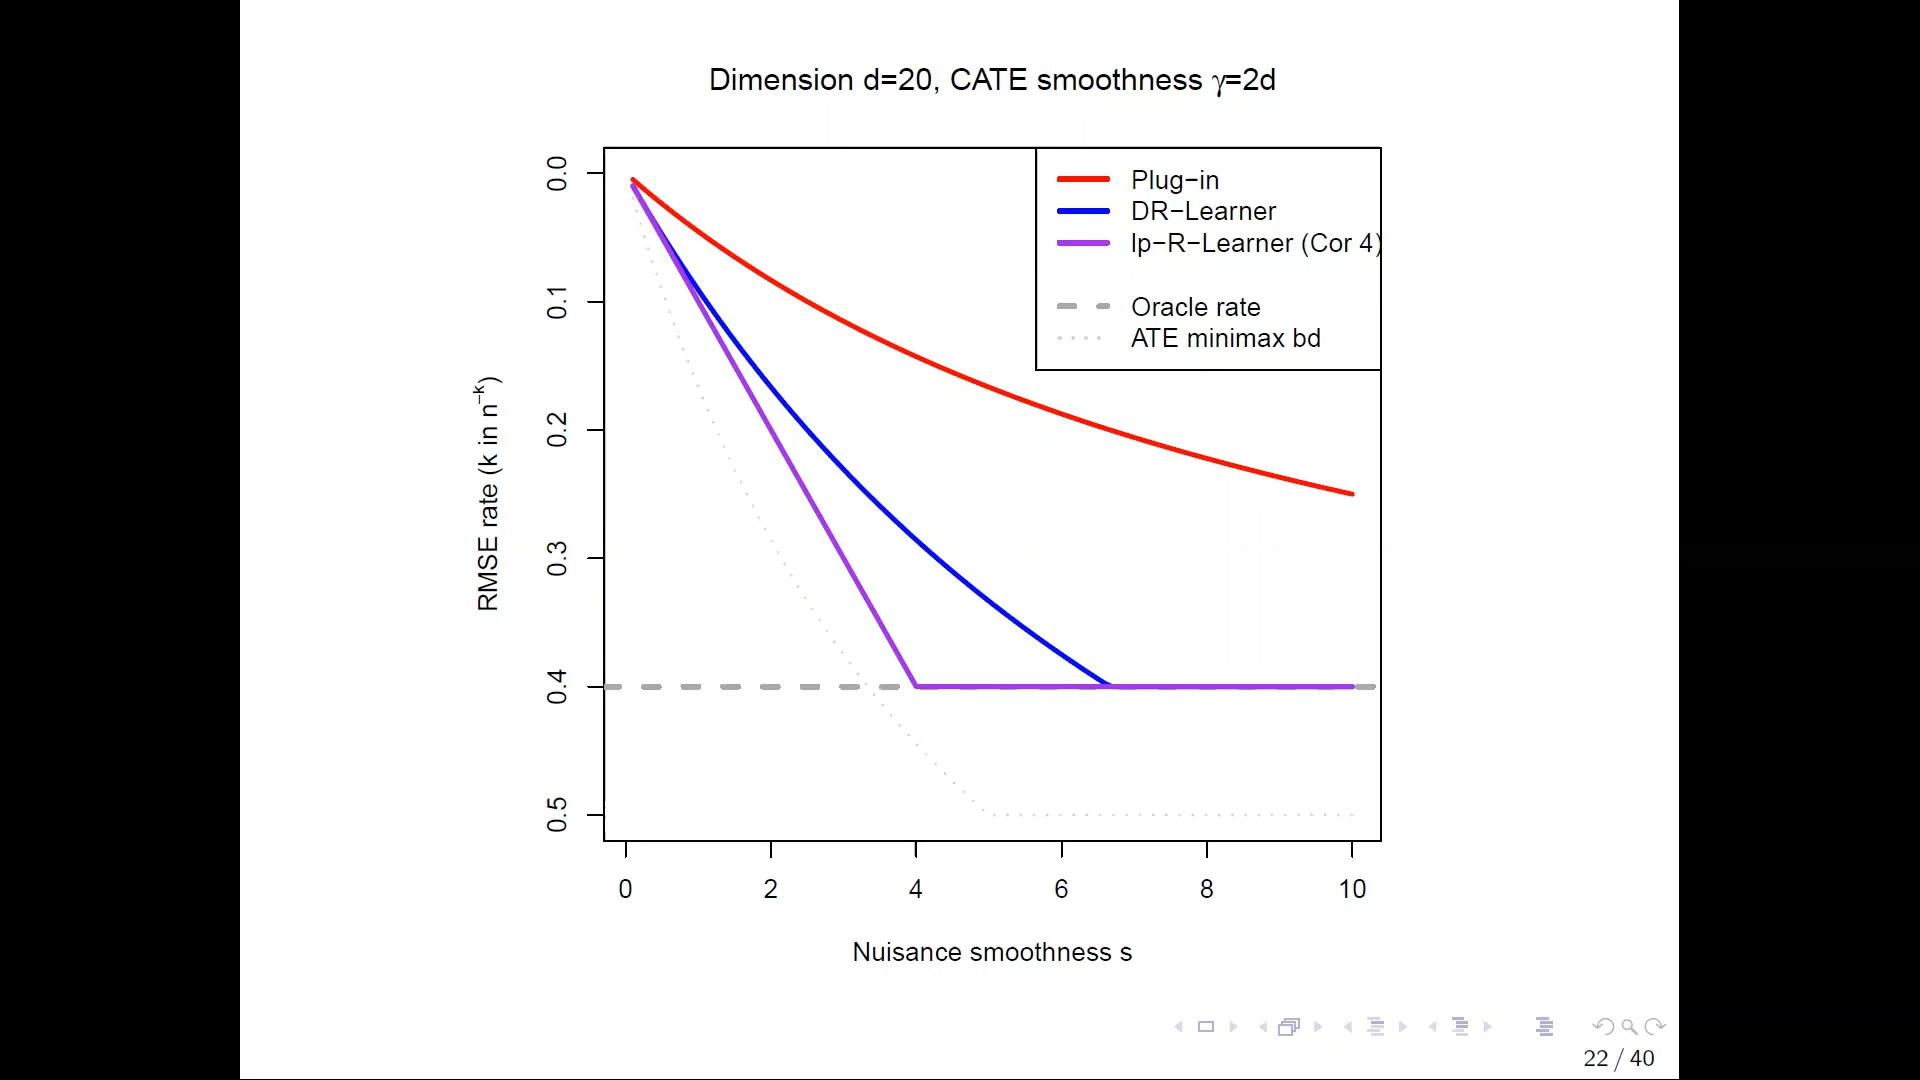 Dimension d=20, CATE smoothness γ=2d
Plug−in
DR−Learner
lp−R−Learner (Cor 4)
Oracle rate
ATE minimax bd
RMSE rate (k in n⁻ᵏ)
0.0
0.1
0.2
0.3
0.4
0.5
0 2 4 6 8 10
Nuisance smoothness s
22 / 40